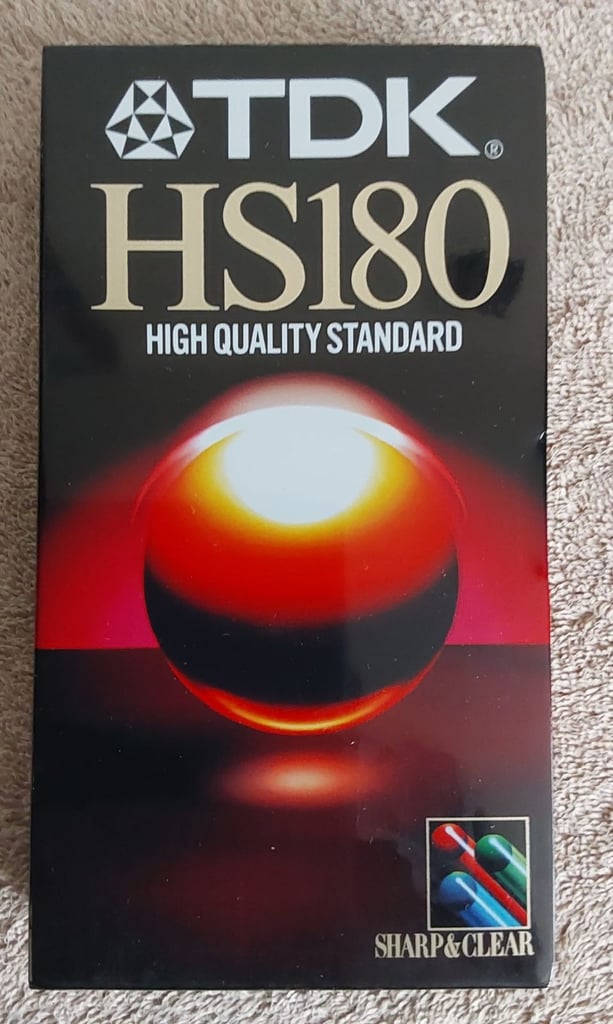 TDK®
HS180
HIGH QUALITY STANDARD
SHARP&CLEAR